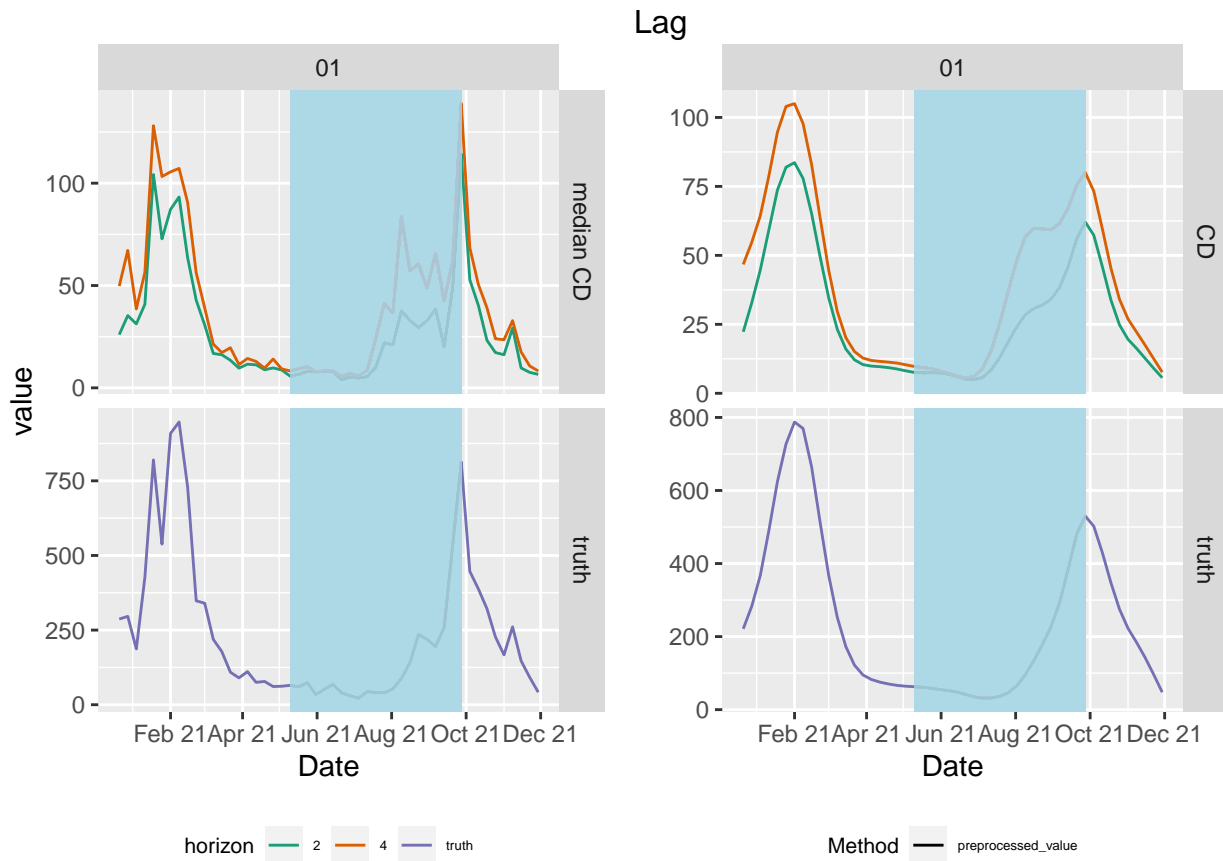 Lag
01
01
median CD
CD
value
100
50
0
100
75
50
25
0
truth
truth
750
500
250
0
800
600
400
200
0
Feb 21 Apr 21 Jun 21 Aug 21 Oct 21 Dec 21
Feb 21 Apr 21 Jun 21 Aug 21 Oct 21 Dec 21
Date
Date
horizon 2 4 truth
Method preprocessed_value